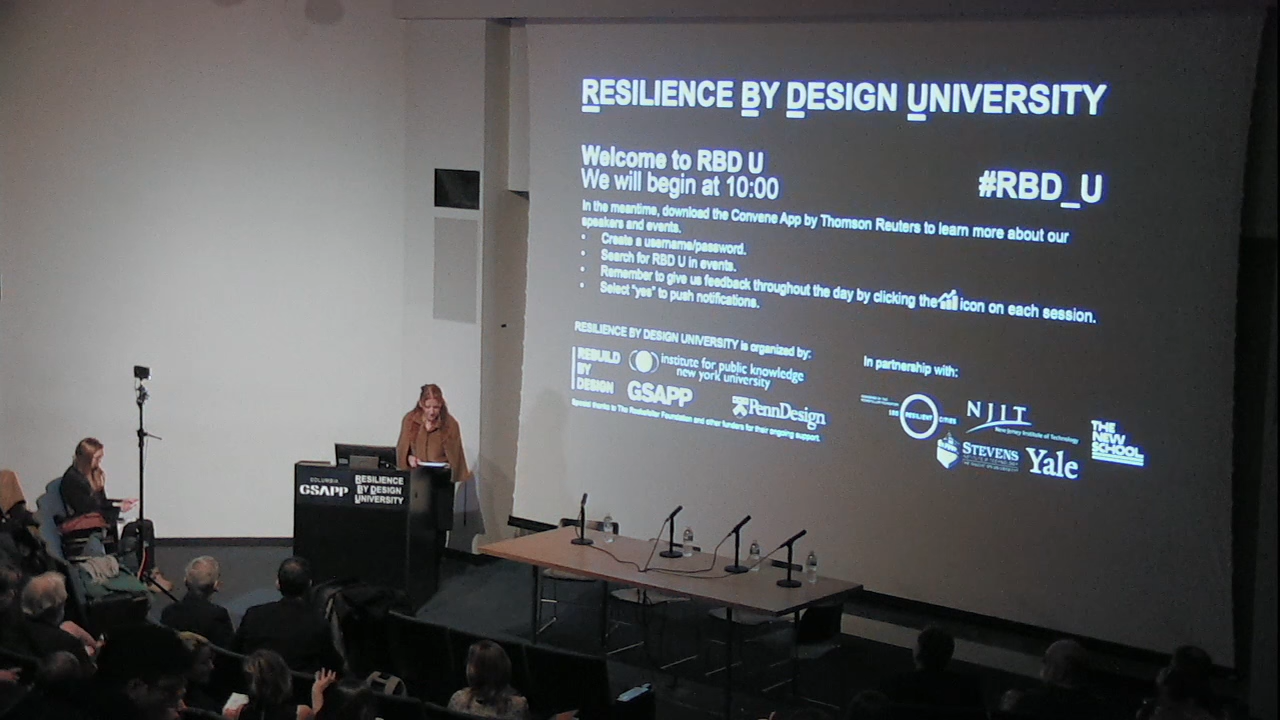 RESILIENCE BY DESIGN UNIVERSITY
Welcome to RBD U
We will begin at 10:00
#RBD_U
In the meantime, download the Convene App by Thomson Reuters to learn more about our
speakers and events.
• Create a username/password.
• Search for RBD U in events.
• Remember to give us feedback throughout the day by clicking the icon on each session.
• Select "yes" to push notifications.
RESILIENCE BY DESIGN UNIVERSITY is organized by:
REBUILD
BY
DESIGN
institute for public knowledge
new york university
GSAPP
PennDesign
Special thanks to The Rockefeller Foundation and other funders for their ongoing support.
In partnership with:
100 RESILIENT CITIES
NJIT
New Jersey Institute of Technology
STEVENS
Yale
THE
NEW
SCHOOL
COLUMBIA
GSAPP
RESILIENCE
BY DESIGN
UNIVERSITY